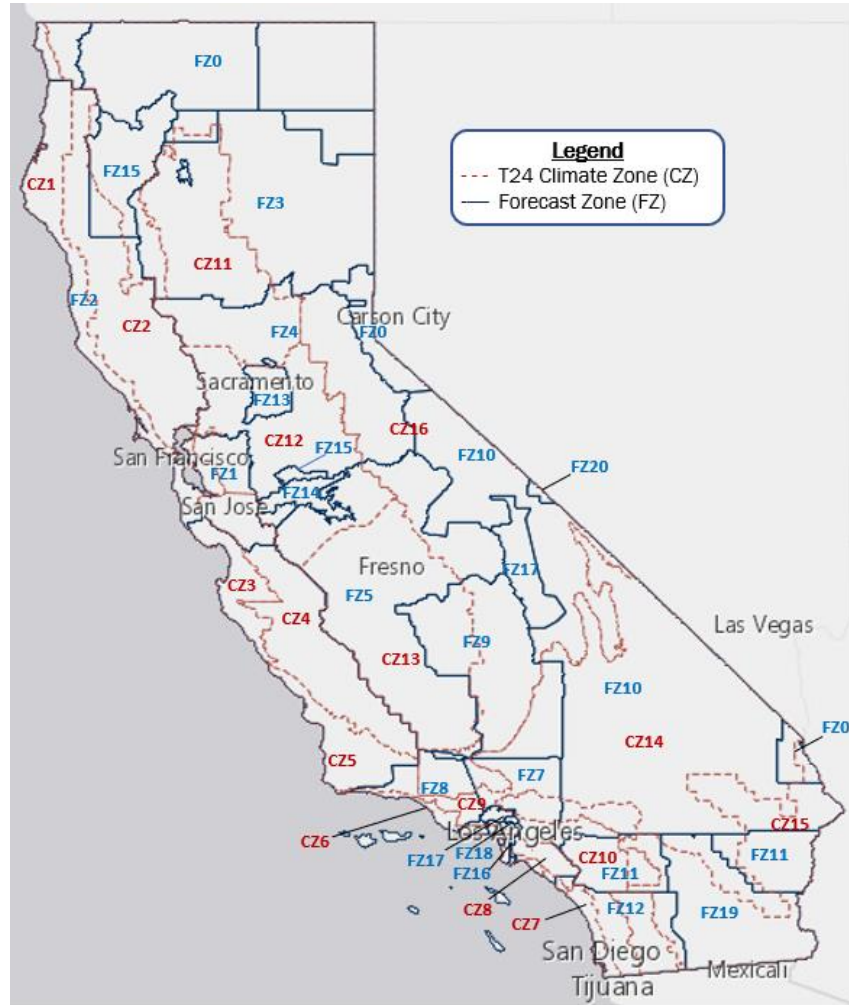 FZ0
Legend
T24 Climate Zone (CZ)
Forecast Zone (FZ)
FZ15
CZ1
FZ3
CZ11
FZ2
CZ2
Carson City
FZ4
FZ0
Sacramento
FZ13
CZ16
CZ12
FZ15
FZ10
San Francisco
FZ1
FZ20
FZ14
San Jose
Fresno
FZ17
CZ3
FZ5
CZ4
Las Vegas
FZ9
CZ13
FZ10
FZ0
CZ14
CZ5
FZ7
FZ8
CZ9
CZ15
Los Angeles
CZ6
FZ17
FZ18
CZ10
FZ11
FZ11
FZ16
CZ8
FZ12
FZ19
CZ7
San Diego
Mexicali
Tijuana